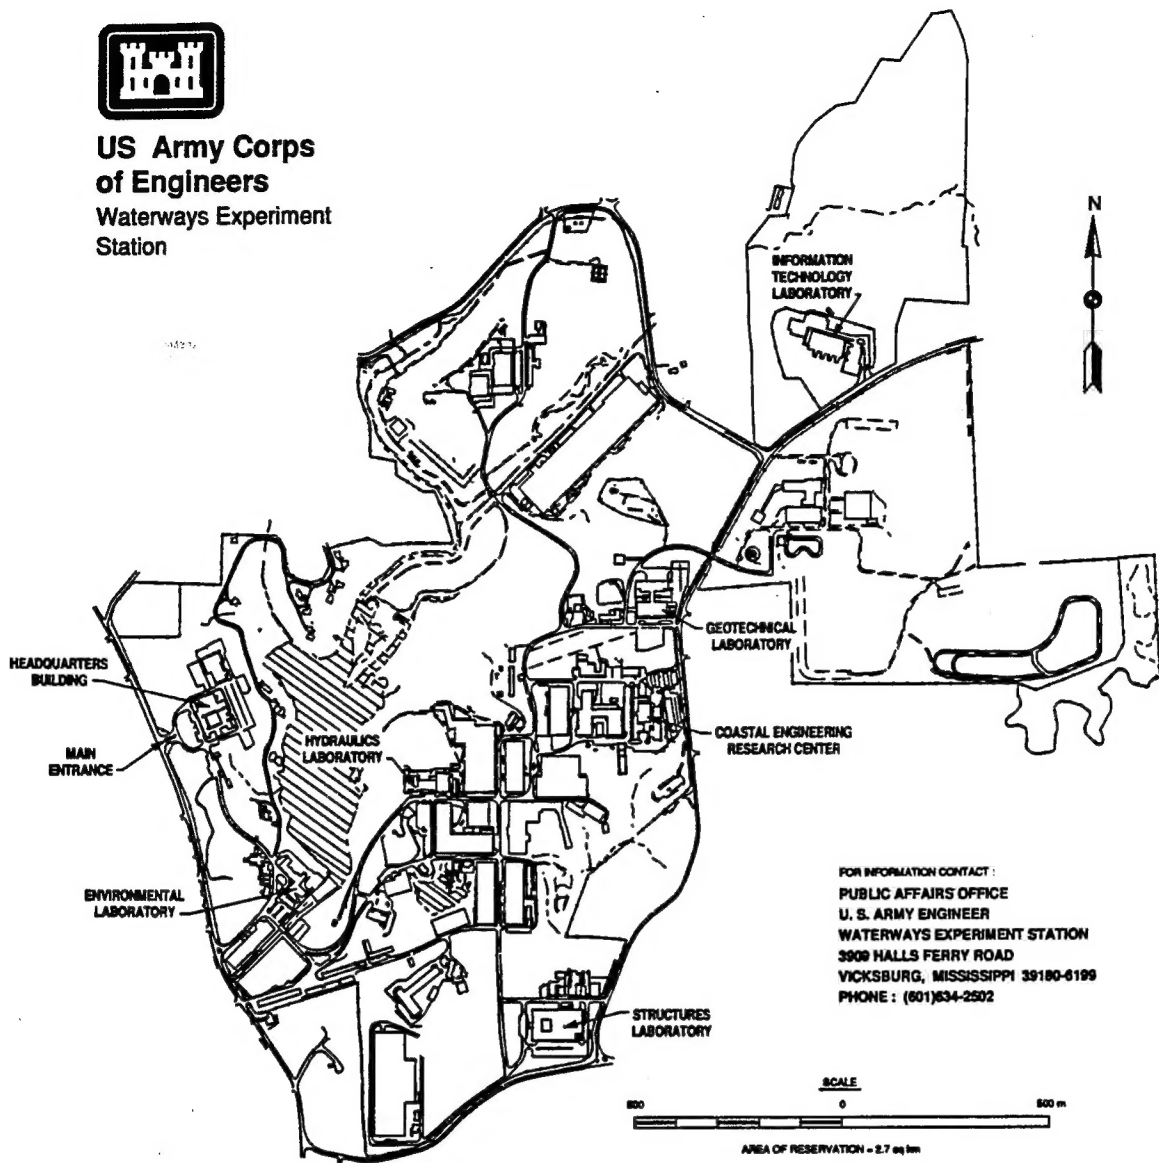 US Army Corps
of Engineers
Waterways Experiment
Station
N
INFORMATION
TECHNOLOGY
LABORATORY
GEOTECHNICAL
LABORATORY
HEADQUARTERS
BUILDING
MAIN
ENTRANCE
HYDRAULICS
LABORATORY
COASTAL ENGINEERING
RESEARCH CENTER
ENVIRONMENTAL
LABORATORY
STRUCTURES
LABORATORY
FOR INFORMATION CONTACT :
PUBLIC AFFAIRS OFFICE
U. S. ARMY ENGINEER
WATERWAYS EXPERIMENT STATION
3909 HALLS FERRY ROAD
VICKSBURG, MISSISSIPPI 39180-6199
PHONE : (601)634-2502
SCALE
500 0 500 m
AREA OF RESERVATION - 2.7 sq km